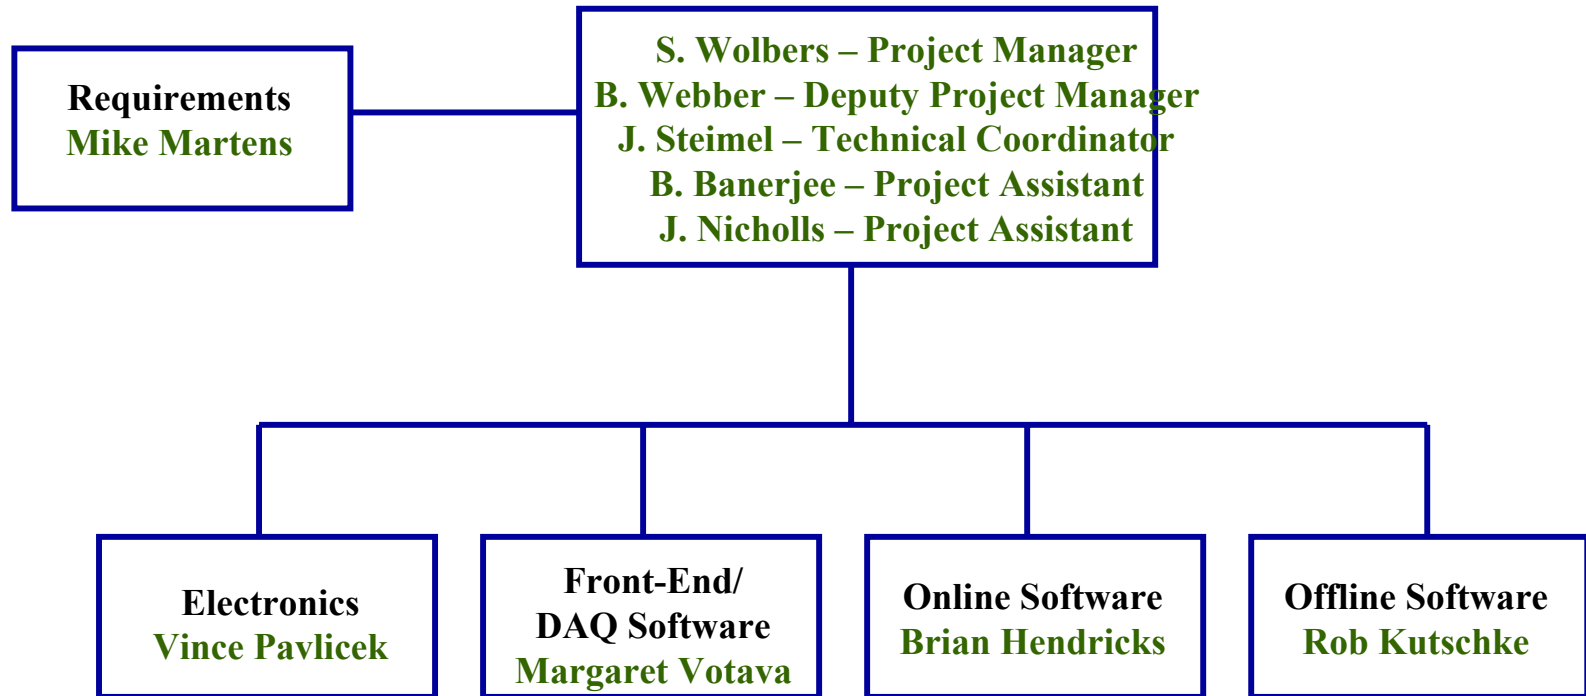 Requirements
Mike Martens
S. Wolbers – Project Manager
B. Webber – Deputy Project Manager
J. Steimel – Technical Coordinator
B. Banerjee – Project Assistant
J. Nicholls – Project Assistant
Electronics
Vince Pavlicek
Front-End/
DAQ Software
Margaret Votava
Online Software
Brian Hendricks
Offline Software
Rob Kutschke